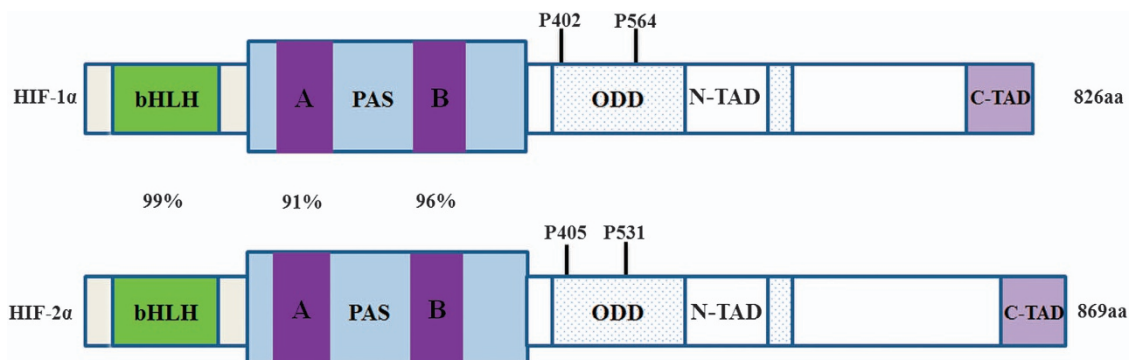 P402 P564
HIF-1α bHLH A PAS B ODD N-TAD C-TAD 826aa
99% 91% 96%
P405 P531
HIF-2α bHLH A PAS B ODD N-TAD C-TAD 869aa